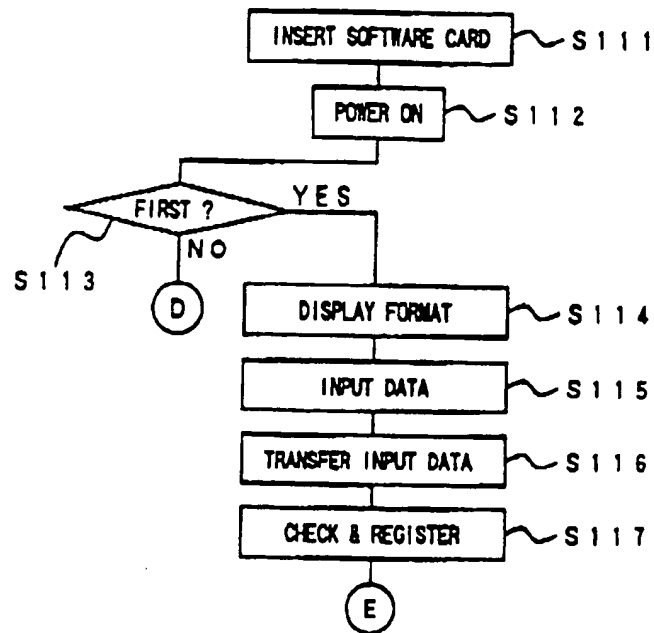 INSERT SOFTWARE CARD S111
POWER ON S112
FIRST ? YES
NO
S113
D
DISPLAY FORMAT S114
INPUT DATA S115
TRANSFER INPUT DATA S116
CHECK & REGISTER S117
E